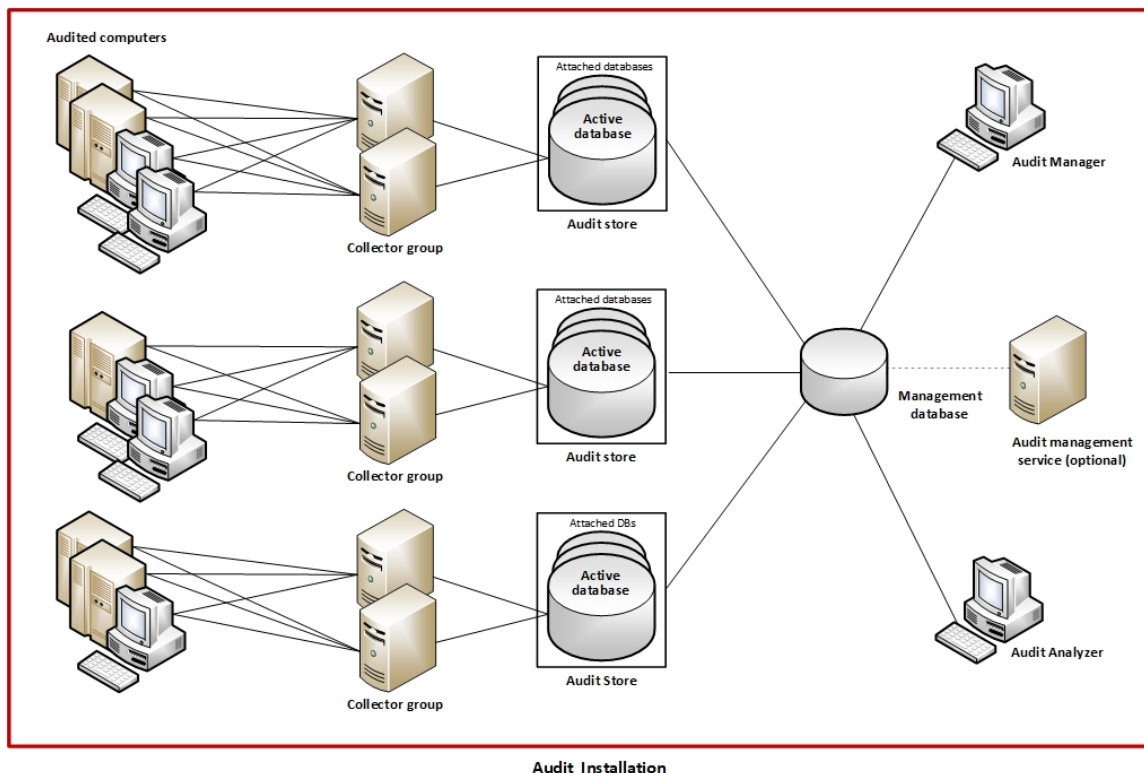 Audited computers
Collector group
Attached databases
Active
database
Audit store
Audit Manager
Collector group
Attached databases
Active
database
Audit store
Management
database
Audit management
service (optional)
Collector group
Attached DBs
Active
database
Audit Store
Audit Analyzer
Audit Installation